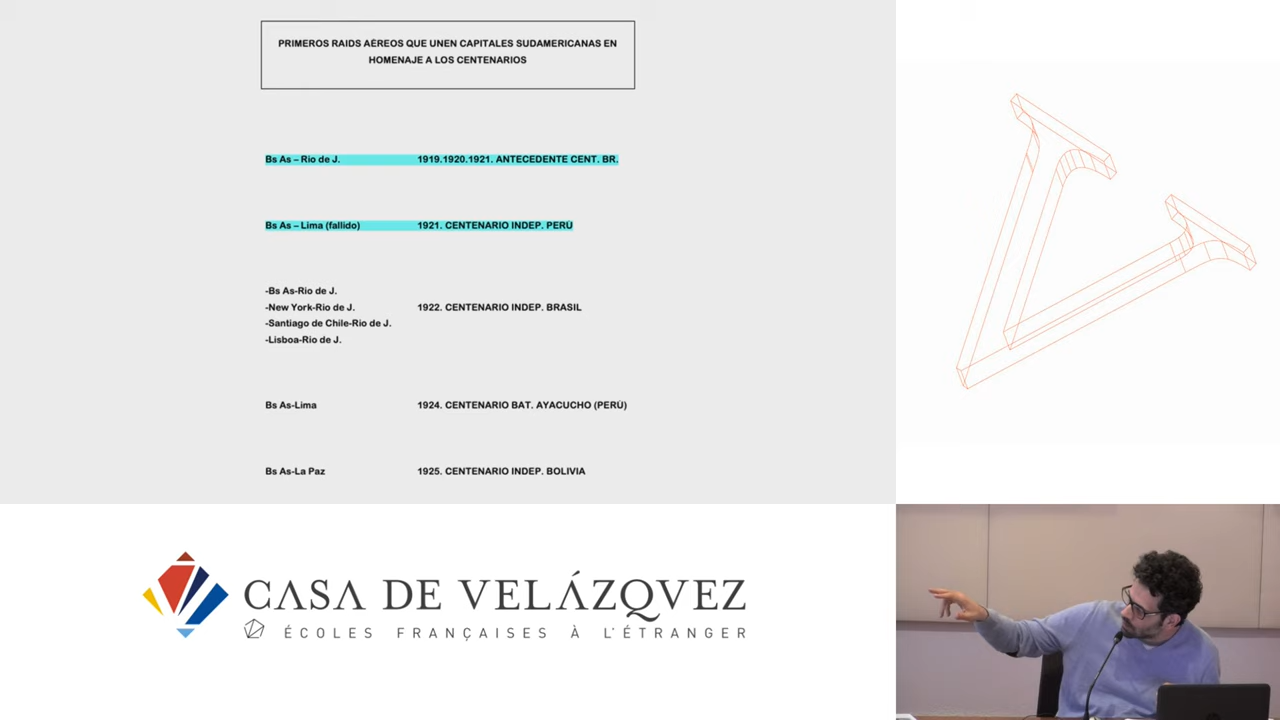 PRIMEROS RAIDS AÉREOS QUE UNEN CAPITALES SUDAMERICANAS EN
HOMENAJE A LOS CENTENARIOS
Bs As – Rio de J. 1919.1920.1921. ANTECEDENTE CENT. BR.
Bs As – Lima (fallido) 1921. CENTENARIO INDEP. PERÚ
-Bs As-Rio de J.
-New York-Rio de J. 1922. CENTENARIO INDEP. BRASIL
-Santiago de Chile-Rio de J.
-Lisboa-Rio de J.
Bs As-Lima 1924. CENTENARIO BAT. AYACUCHO (PERÚ)
Bs As-La Paz 1925. CENTENARIO INDEP. BOLIVIA
CASA DE VELÁZQVEZ
ÉCOLES FRANÇAISES À L'ÉTRANGER